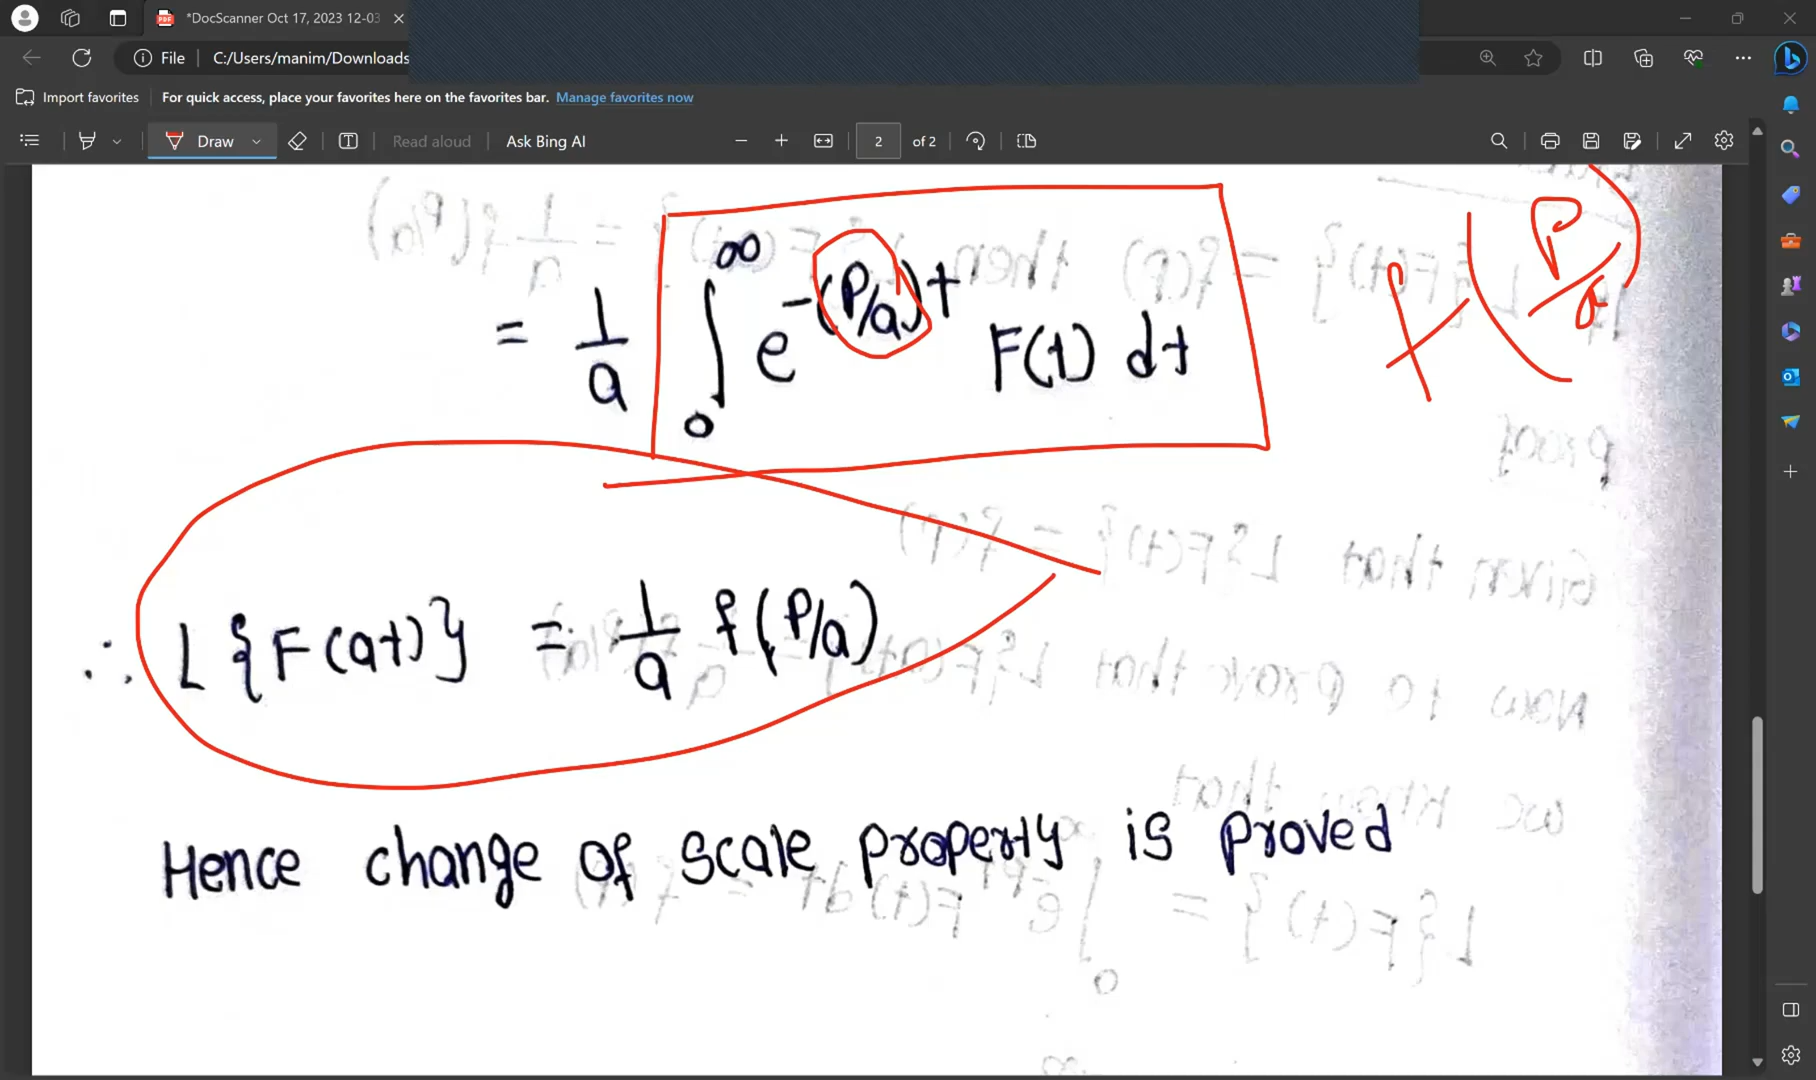 *DocScanner Oct 17, 2023 12-03
File C:/Users/manim/Downloads
Import favorites For quick access, place your favorites here on the favorites bar. Manage favorites now
Draw Read aloud Ask Bing AI 2 of 2
= 1/a ∫₀^∞ e^-(P/a)t F(t) dt
f(P/a)
∴ L{F(at)} = 1/a f(P/a)
Hence change of scale property is proved